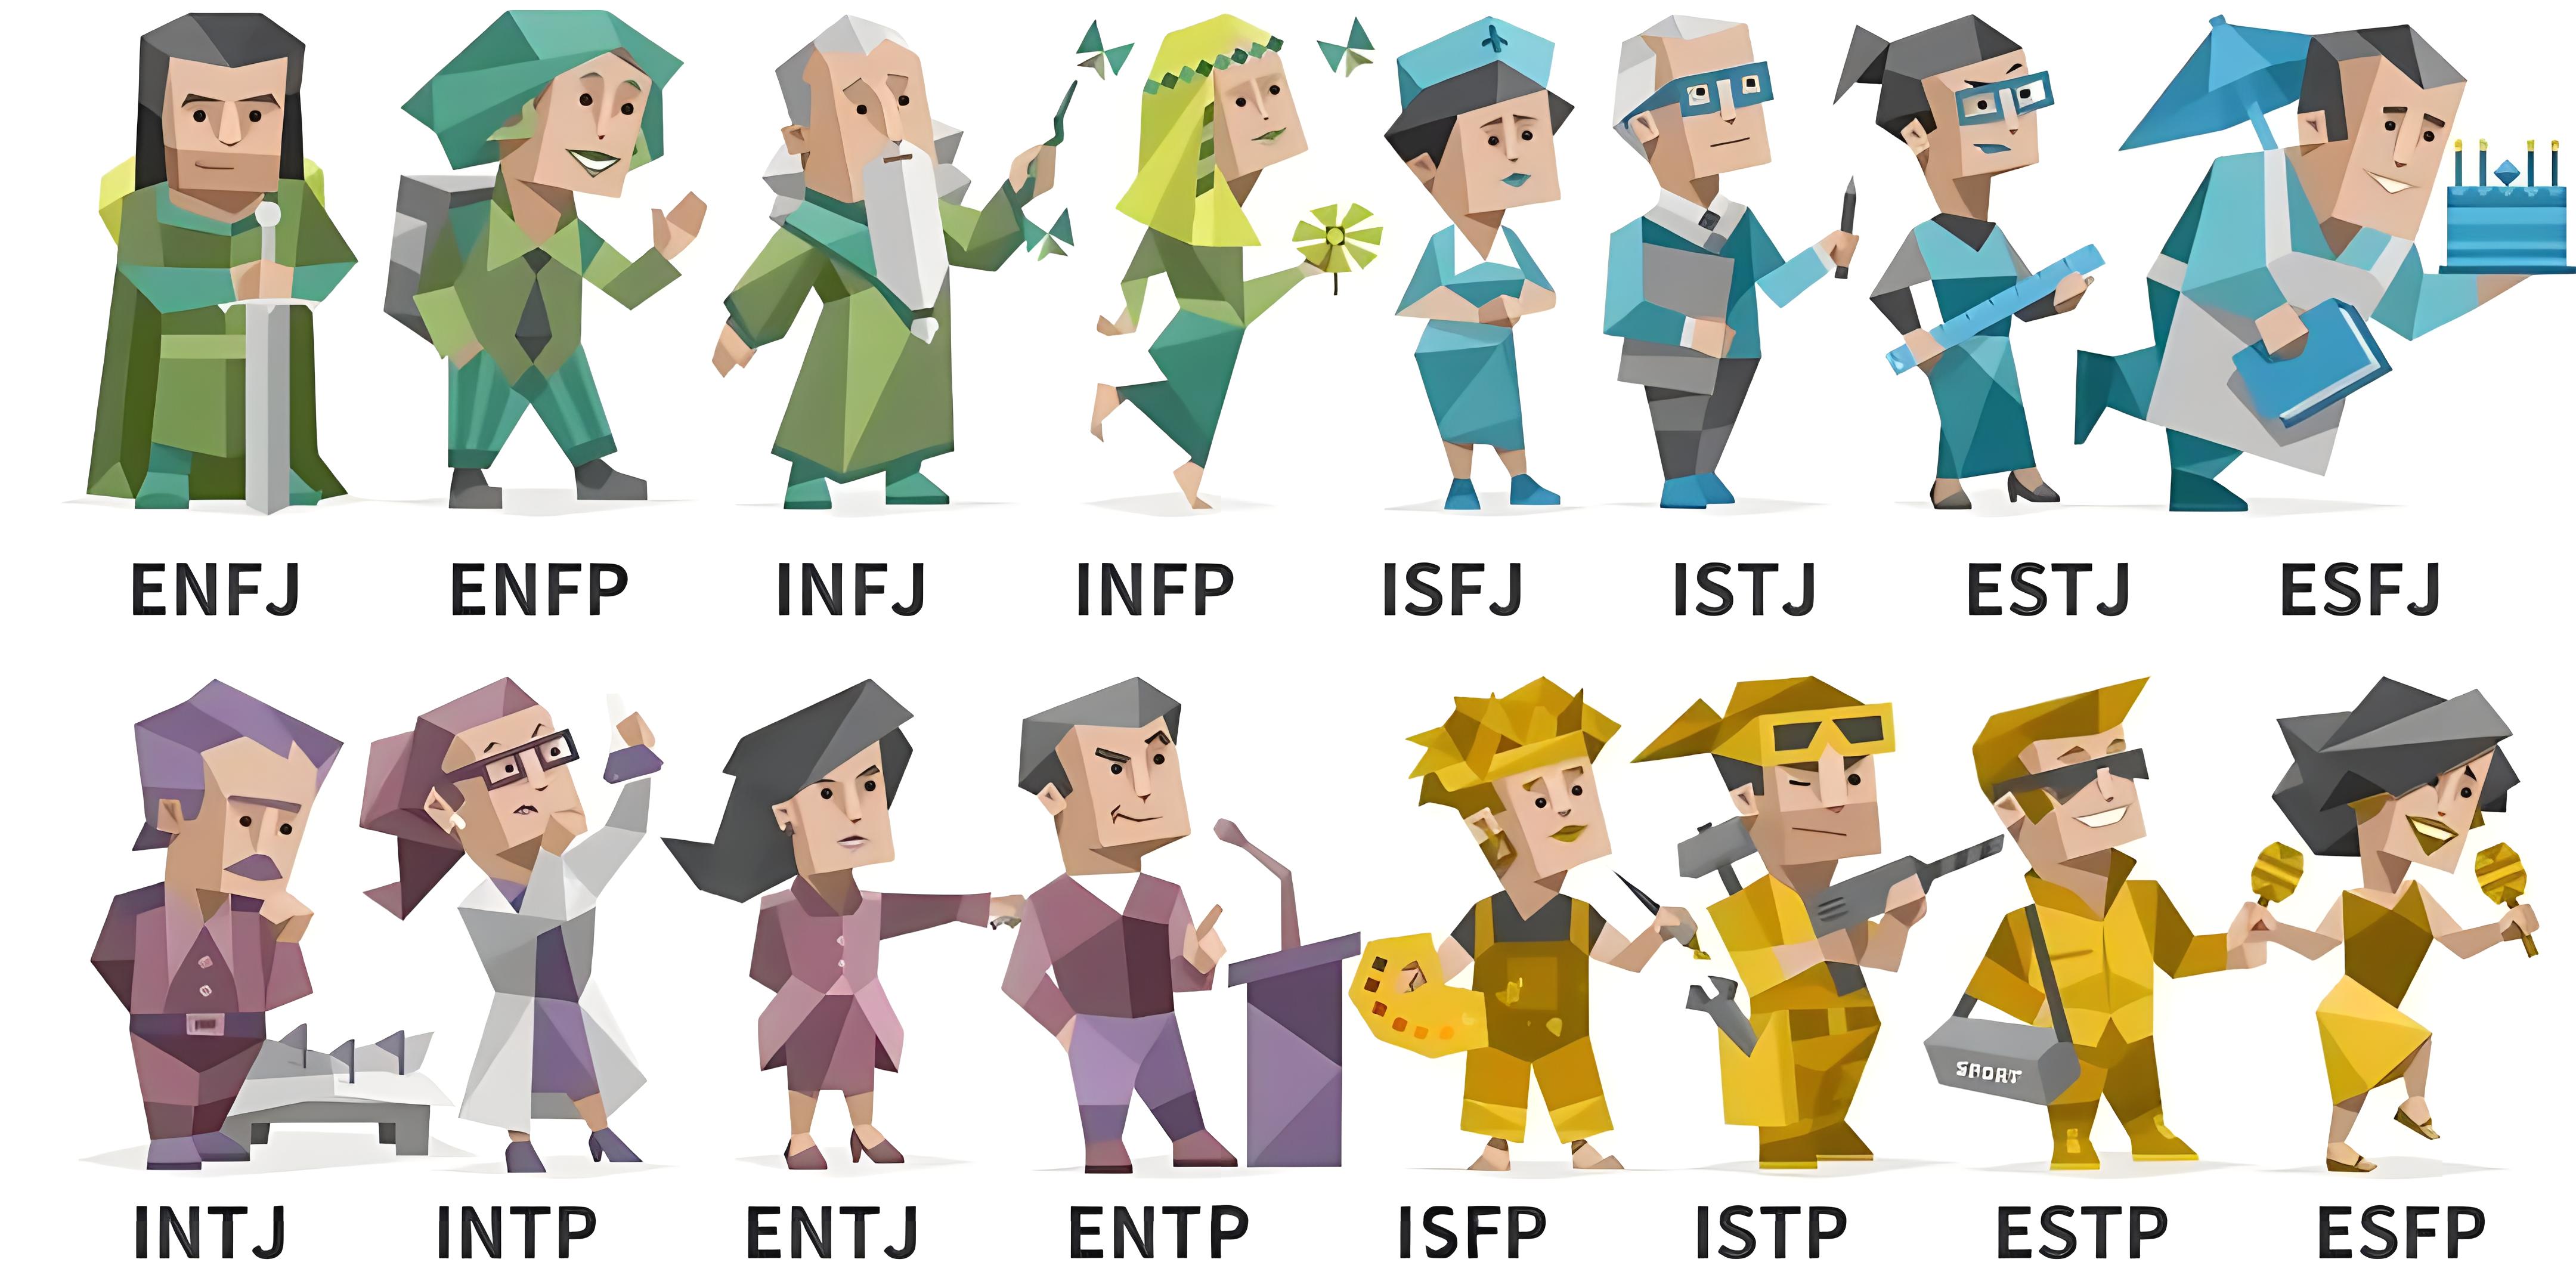 ENFJ ENFP INFJ INFP ISFJ ISTJ ESTJ ESFJ
SPORT
INTJ INTP ENTJ ENTP ISFP ISTP ESTP ESFP